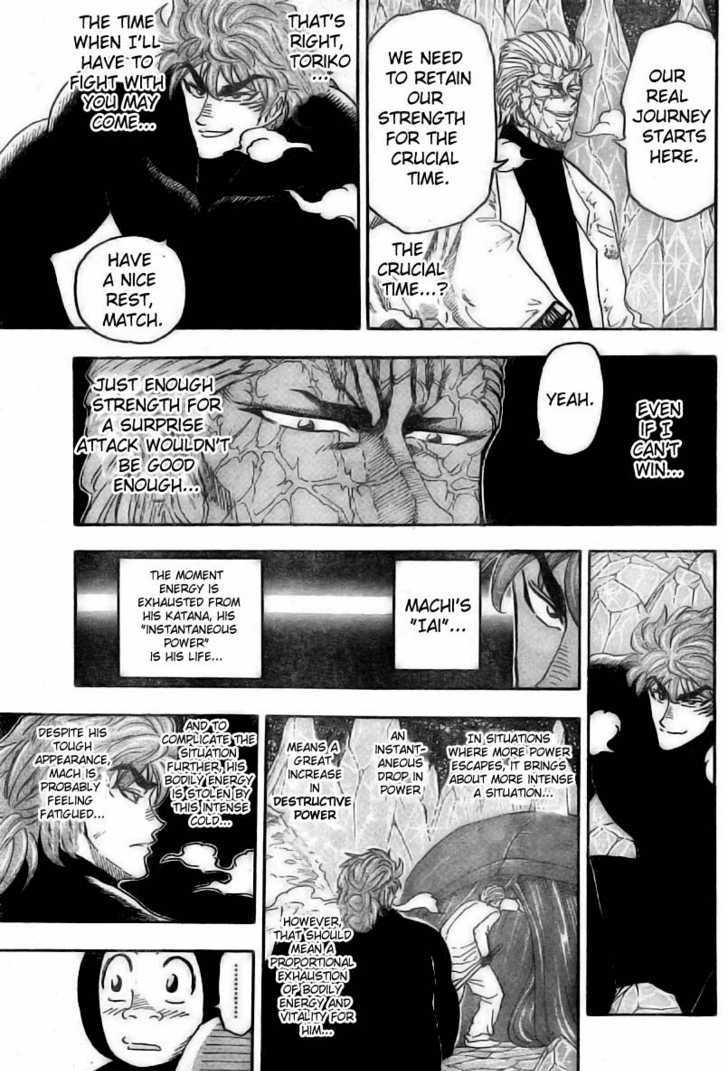 OUR
REAL
JOURNEY
STARTS
HERE.
WE NEED
TO RETAIN
OUR
STRENGTH
FOR THE
CRUCIAL
TIME.
THE
CRUCIAL
TIME...?
THAT'S
RIGHT,
TORIKO
...
THE TIME
WHEN I'LL
HAVE TO
FIGHT WITH
YOU MAY
COME...
HAVE
A NICE
REST,
MATCH.
EVEN
IF I
CAN'T
WIN...
YEAH.
JUST ENOUGH
STRENGTH FOR
A SURPRISE
ATTACK WOULDN'T
BE GOOD
ENOUGH...
MACHI'S
"IAI"...
THE MOMENT
ENERGY IS
EXHAUSTED FROM
HIS KATANA, HIS
"INSTANTANEOUS
POWER"
IS HIS LIFE...
IN SITUATIONS
WHERE MORE POWER
ESCAPES, IT BRINGS
ABOUT MORE INTENSE
A SITUATION...
AN
INSTANT-
ANEOUS
DROP IN
POWER
MEANS A
GREAT
INCREASE
IN
DESTRUCTIVE
POWER
HOWEVER,
THAT SHOULD
MEAN A
PROPORTIONAL
EXHAUSTION
OF BODILY
ENERGY AND
VITALITY FOR
HIM...
AND TO
COMPLICATE THE
SITUATION
FURTHER, HIS
BODILY ENERGY
IS STOLEN BY
THIS INTENSE
COLD...
DESPITE HIS
TOUGH
APPEARANCE,
MACH IS
PROBABLY
FEELING
FATIGUED...
.........